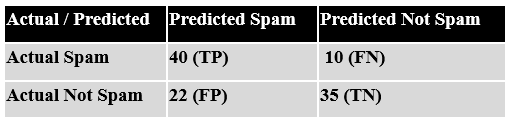 Actual / Predicted Predicted Spam Predicted Not Spam
Actual Spam 40 (TP) 10 (FN)
Actual Not Spam 22 (FP) 35 (TN)